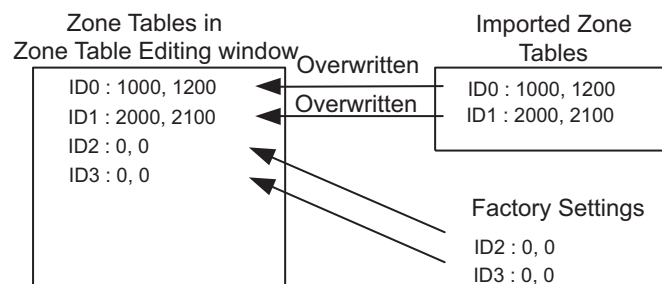 Zone Tables in
Zone Table Editing window
ID0 : 1000, 1200
ID1 : 2000, 2100
ID2 : 0, 0
ID3 : 0, 0
Overwritten
Overwritten
Imported Zone
Tables
ID0 : 1000, 1200
ID1 : 2000, 2100
Factory Settings
ID2 : 0, 0
ID3 : 0, 0